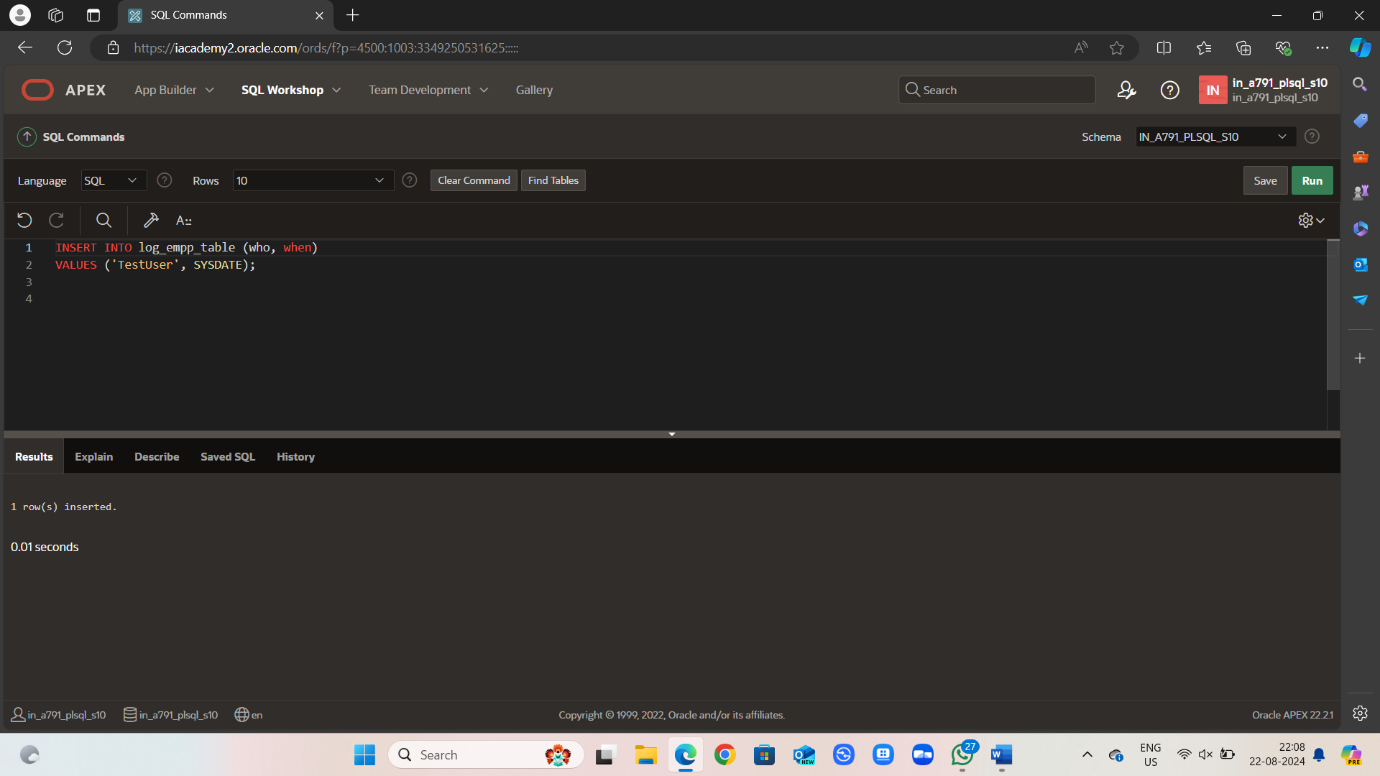 SQL Commands
https://iacademy2.oracle.com/ords/f?p=4500:1003:3349250531625:::::
APEX App Builder SQL Workshop Team Development Gallery Search IN in_a791_plsql_s10
in_a791_plsql_s10
SQL Commands Schema IN_A791_PLSQL_S10
Language SQL Rows 10 Clear Command Find Tables Save Run
A::
1 INSERT INTO log_empp_table (who, when)
2 VALUES ('TestUser', SYSDATE);
3
4
Results Explain Describe Saved SQL History
1 row(s) inserted.
0.01 seconds
in_a791_plsql_s10 in_a791_plsql_s10 en Copyright © 1999, 2022, Oracle and/or its affiliates. Oracle APEX 22.2.1
Search NEW 27 ENG US 22:08 22-08-2024 PRE